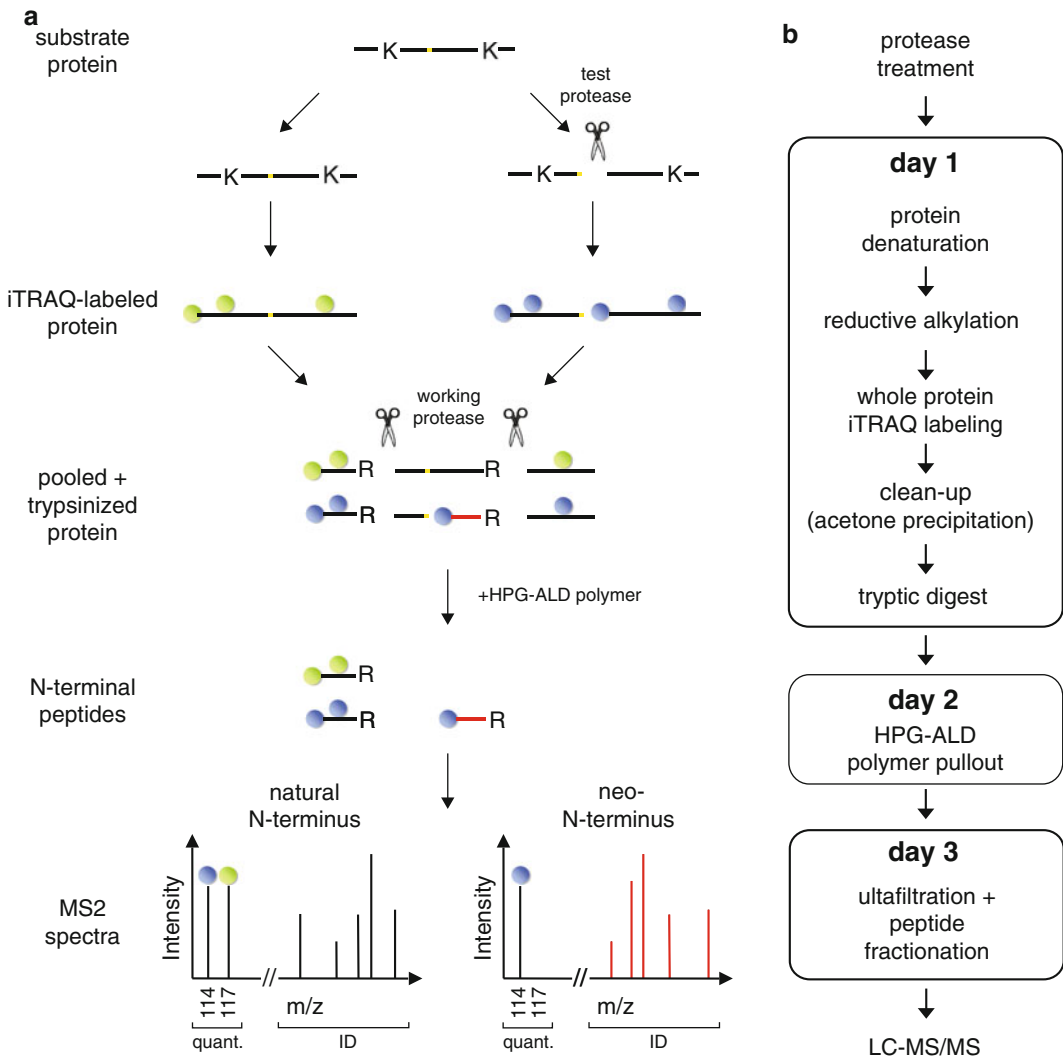 a
substrate
protein
K
K
test
protease
K
K
K
K
iTRAQ-labeled
protein
working
protease
pooled +
trypsinized
protein
R
R
R
R
+HPG-ALD polymer
N-terminal
peptides
R
R
R
natural
N-terminus
neo-
N-terminus
MS2
spectra
Intensity
114
117
//
m/z
quant.
ID
Intensity
114
117
//
m/z
quant.
ID
b
protease
treatment
day 1
protein
denaturation
reductive alkylation
whole protein
iTRAQ labeling
clean-up
(acetone precipitation)
tryptic digest
day 2
HPG-ALD
polymer pullout
day 3
ultafiltration +
peptide
fractionation
LC-MS/MS